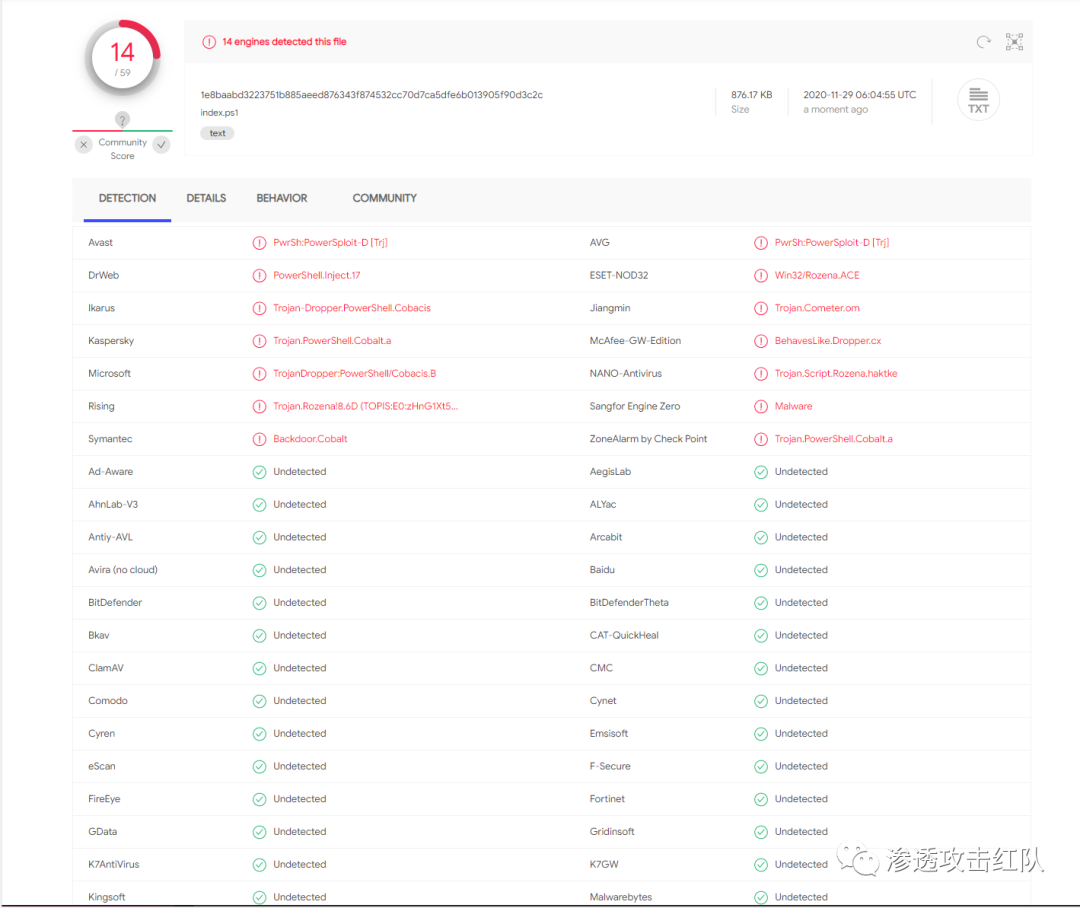 14
/ 59
?
Community
Score
14 engines detected this file
1e8baabd3223751b885aeed876343f874532cc70d7ca5dfe6b013905f90d3c2c
index.ps1
text
876.17 KB
Size
2020-11-29 06:04:55 UTC
a moment ago
TXT
DETECTION DETAILS BEHAVIOR COMMUNITY
Avast PwrSh:PowerSploit-D [Trj] AVG PwrSh:PowerSploit-D [Trj]
DrWeb PowerShell.Inject.17 ESET-NOD32 Win32/Rozena.ACE
Ikarus Trojan-Dropper.PowerShell.Cobacis Jiangmin Trojan.Cometer.om
Kaspersky Trojan.PowerShell.Cobalt.a McAfee-GW-Edition BehavesLike.Dropper.cx
Microsoft TrojanDropper:PowerShell/Cobacis.B NANO-Antivirus Trojan.Script.Rozena.haktke
Rising Trojan.Rozena!8.6D (TOPIS:E0:zHnG1Xt5... Sangfor Engine Zero Malware
Symantec Backdoor.Cobalt ZoneAlarm by Check Point Trojan.PowerShell.Cobalt.a
Ad-Aware Undetected AegisLab Undetected
AhnLab-V3 Undetected ALYac Undetected
Antiy-AVL Undetected Arcabit Undetected
Avira (no cloud) Undetected Baidu Undetected
BitDefender Undetected BitDefenderTheta Undetected
Bkav Undetected CAT-QuickHeal Undetected
ClamAV Undetected CMC Undetected
Comodo Undetected Cynet Undetected
Cyren Undetected Emsisoft Undetected
eScan Undetected F-Secure Undetected
FireEye Undetected Fortinet Undetected
GData Undetected Gridinsoft Undetected
K7AntiVirus Undetected K7GW Undetected
渗透攻击红队
Kingsoft Undetected Malwarebytes Undetected